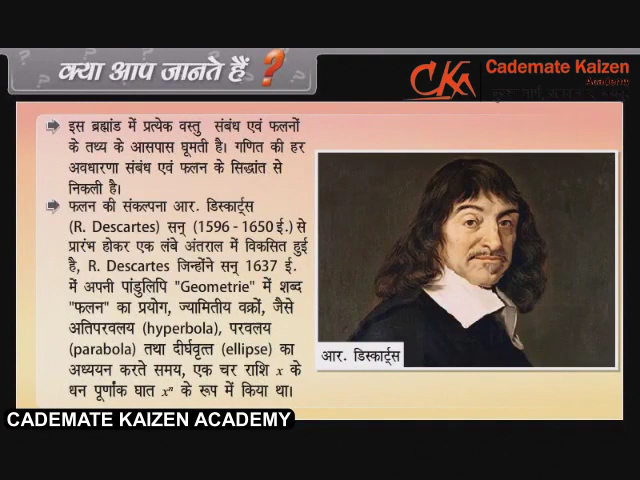 क्या आप जानते हैं ?
CKA
Cademate Kaizen
Academy
इस ब्रह्मांड में प्रत्येक वस्तु संबंध एवं फलनों
के तथ्य के आसपास घूमती है। गणित की हर
अवधारणा संबंध एवं फलन के सिद्धांत से
निकली है।
फलन की संकल्पना आर. डिस्कार्ट्स
(R. Descartes) सन् (1596 - 1650 ई.) से
प्रारंभ होकर एक लंबे अंतराल में विकसित हुई
है, R. Descartes जिन्होंने सन् 1637 ई.
में अपनी पांडुलिपि "Geometrie" में शब्द
"फलन" का प्रयोग, ज्यामितीय वक्रों, जैसे
अतिपरवलय (hyperbola), परवलय
(parabola) तथा दीर्घवृत्त (ellipse) का
अध्ययन करते समय, एक चर राशि x के
धन पूर्णांक घात xⁿ के रूप में किया था।
आर. डिस्कार्ट्स
CADEMATE KAIZEN ACADEMY